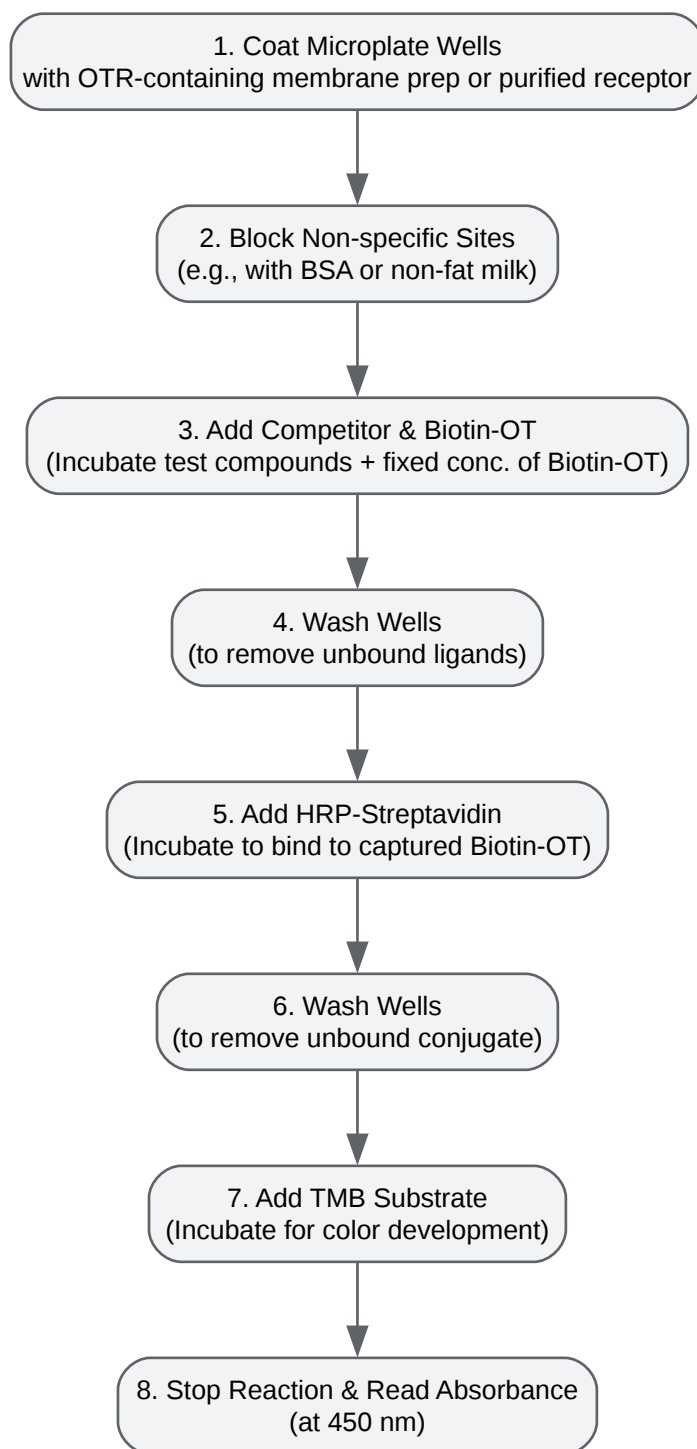 1. Coat Microplate Wells
with OTR-containing membrane prep or purified receptor
2. Block Non-specific Sites
(e.g., with BSA or non-fat milk)
3. Add Competitor & Biotin-OT
(Incubate test compounds + fixed conc. of Biotin-OT)
4. Wash Wells
(to remove unbound ligands)
5. Add HRP-Streptavidin
(Incubate to bind to captured Biotin-OT)
6. Wash Wells
(to remove unbound conjugate)
7. Add TMB Substrate
(Incubate for color development)
8. Stop Reaction & Read Absorbance
(at 450 nm)